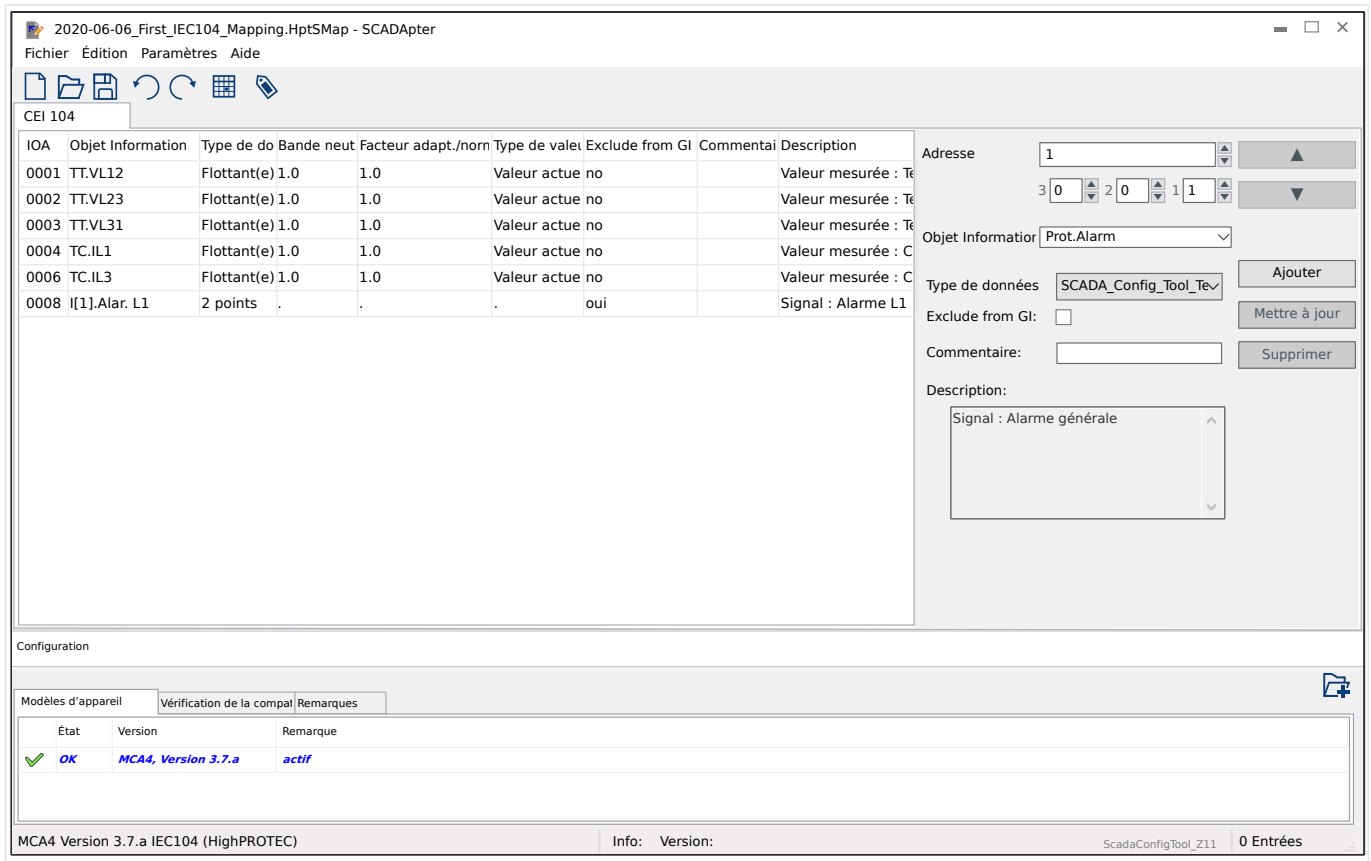 2020-06-06_First_IEC104_Mapping.HptSMap - SCADApter
Fichier Édition Paramètres Aide
CEI 104
IOA Objet Information Type de do Bande neut Facteur adapt./norn Type de valeu Exclude from GI Commentai Description
0001 TT.VL12 Flottant(e) 1.0 1.0 Valeur actue no Valeur mesurée : Te
0002 TT.VL23 Flottant(e) 1.0 1.0 Valeur actue no Valeur mesurée : Te
0003 TT.VL31 Flottant(e) 1.0 1.0 Valeur actue no Valeur mesurée : Te
0004 TC.IL1 Flottant(e) 1.0 1.0 Valeur actue no Valeur mesurée : C
0006 TC.IL3 Flottant(e) 1.0 1.0 Valeur actue no Valeur mesurée : C
0008 I[1].Alar. L1 2 points . . . oui Signal : Alarme L1
Adresse 1
3 0 2 0 1 1
Objet Information Prot.Alarm
Type de données SCADA_Config_Tool_Te
Exclude from GI:
Commentaire:
Description:
Signal : Alarme générale
Ajouter
Mettre à jour
Supprimer
Configuration
Modèles d’appareil Vérification de la compat Remarques
État Version Remarque
OK MCA4, Version 3.7.a actif
MCA4 Version 3.7.a IEC104 (HighPROTEC) Info: Version: ScadaConfigTool_Z11 0 Entrées